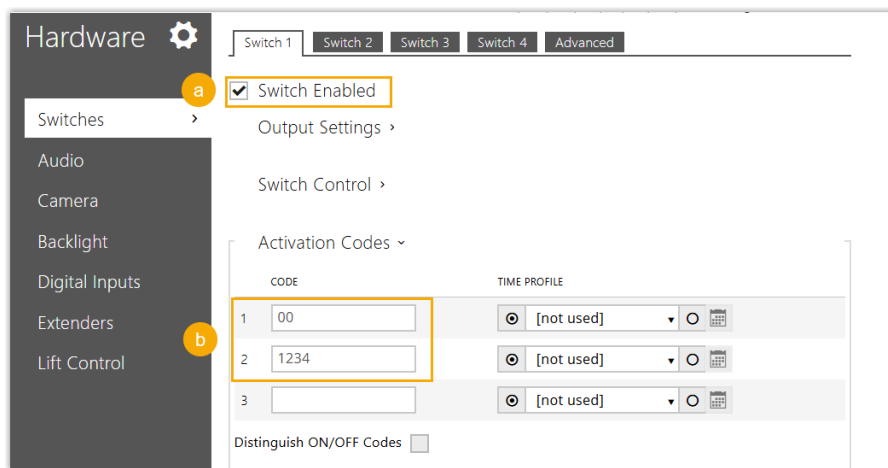 Hardware
Switch 1 Switch 2 Switch 3 Switch 4 Advanced
a
Switch Enabled
Switches
Output Settings
Audio
Switch Control
Camera
Backlight
Activation Codes
Digital Inputs
CODE TIME PROFILE
Extenders
1 00 [not used]
b
Lift Control
2 1234 [not used]
3 [not used]
Distinguish ON/OFF Codes